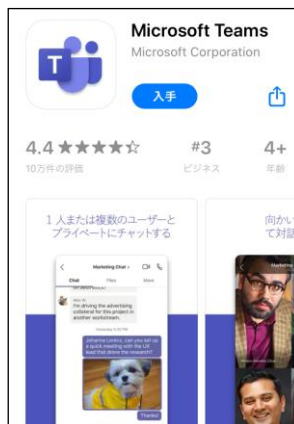 Microsoft Teams
Microsoft Corporation
T
入手
4.4 ★★★★☆ #3 4+
10万件の評価 ビジネス 年齢
1 人または複数のユーザーと
プライベートにチャットする
向かい
て対話
Marketing Chat
Chat Files More
I'm driving the advertising
collateral for this project in
another workstream.
Johanna Lorenz, can you set up
a quick meeting with the UX
lead that drove the research?
Thanks!